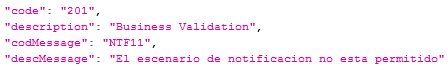 "code": "201",
"description": "Business Validation",
"codMessage": "NTF11",
"descMessage": "El escenario de notificacion no esta permitido"